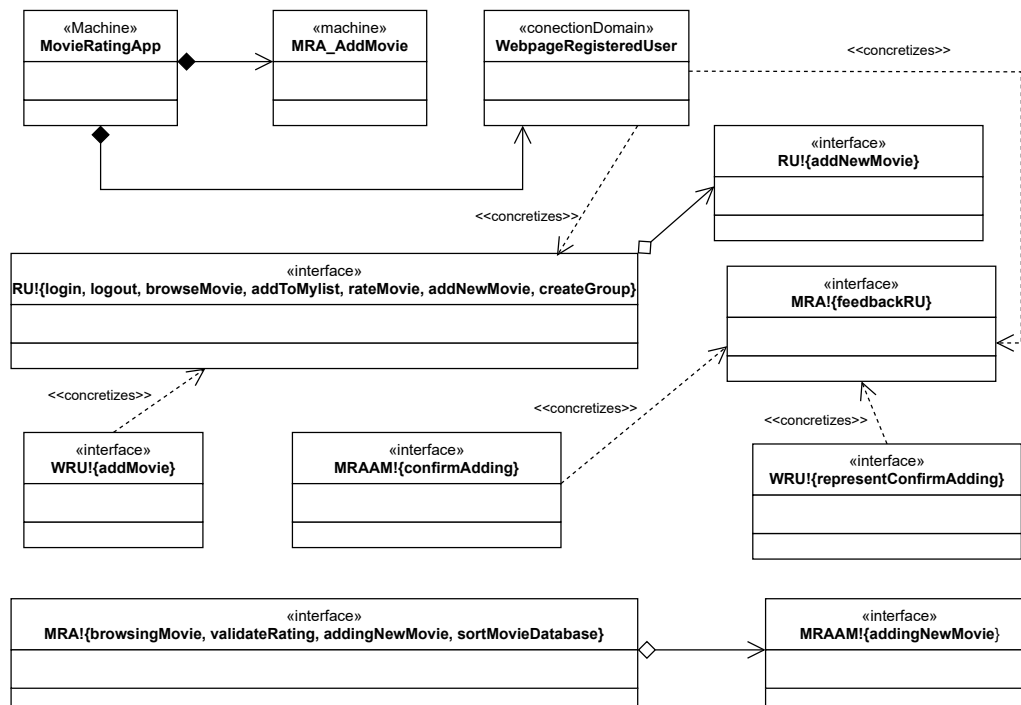 «Machine»
MovieRatingApp
«machine»
MRA_AddMovie
«conectionDomain»
WebpageRegisteredUser
<<concretizes>>
«interface»
RU!{addNewMovie}
<<concretizes>>
«interface»
RU!{login, logout, browseMovie, addToMylist, rateMovie, addNewMovie, createGroup}
«interface»
MRA!{feedbackRU}
<<concretizes>>
<<concretizes>>
<<concretizes>>
«interface»
WRU!{addMovie}
«interface»
MRAAM!{confirmAdding}
«interface»
WRU!{representConfirmAdding}
«interface»
MRA!{browsingMovie, validateRating, addingNewMovie, sortMovieDatabase}
«interface»
MRAAM!{addingNewMovie}